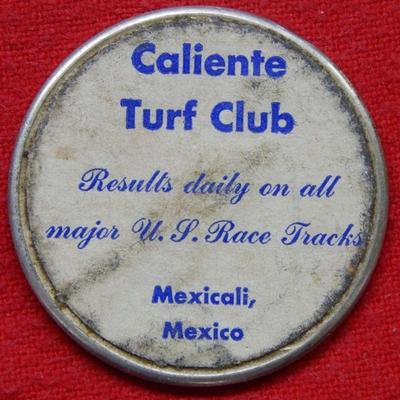 Caliente
Turf Club
Results daily on all
major U.S. Race Tracks
Mexicali,
Mexico